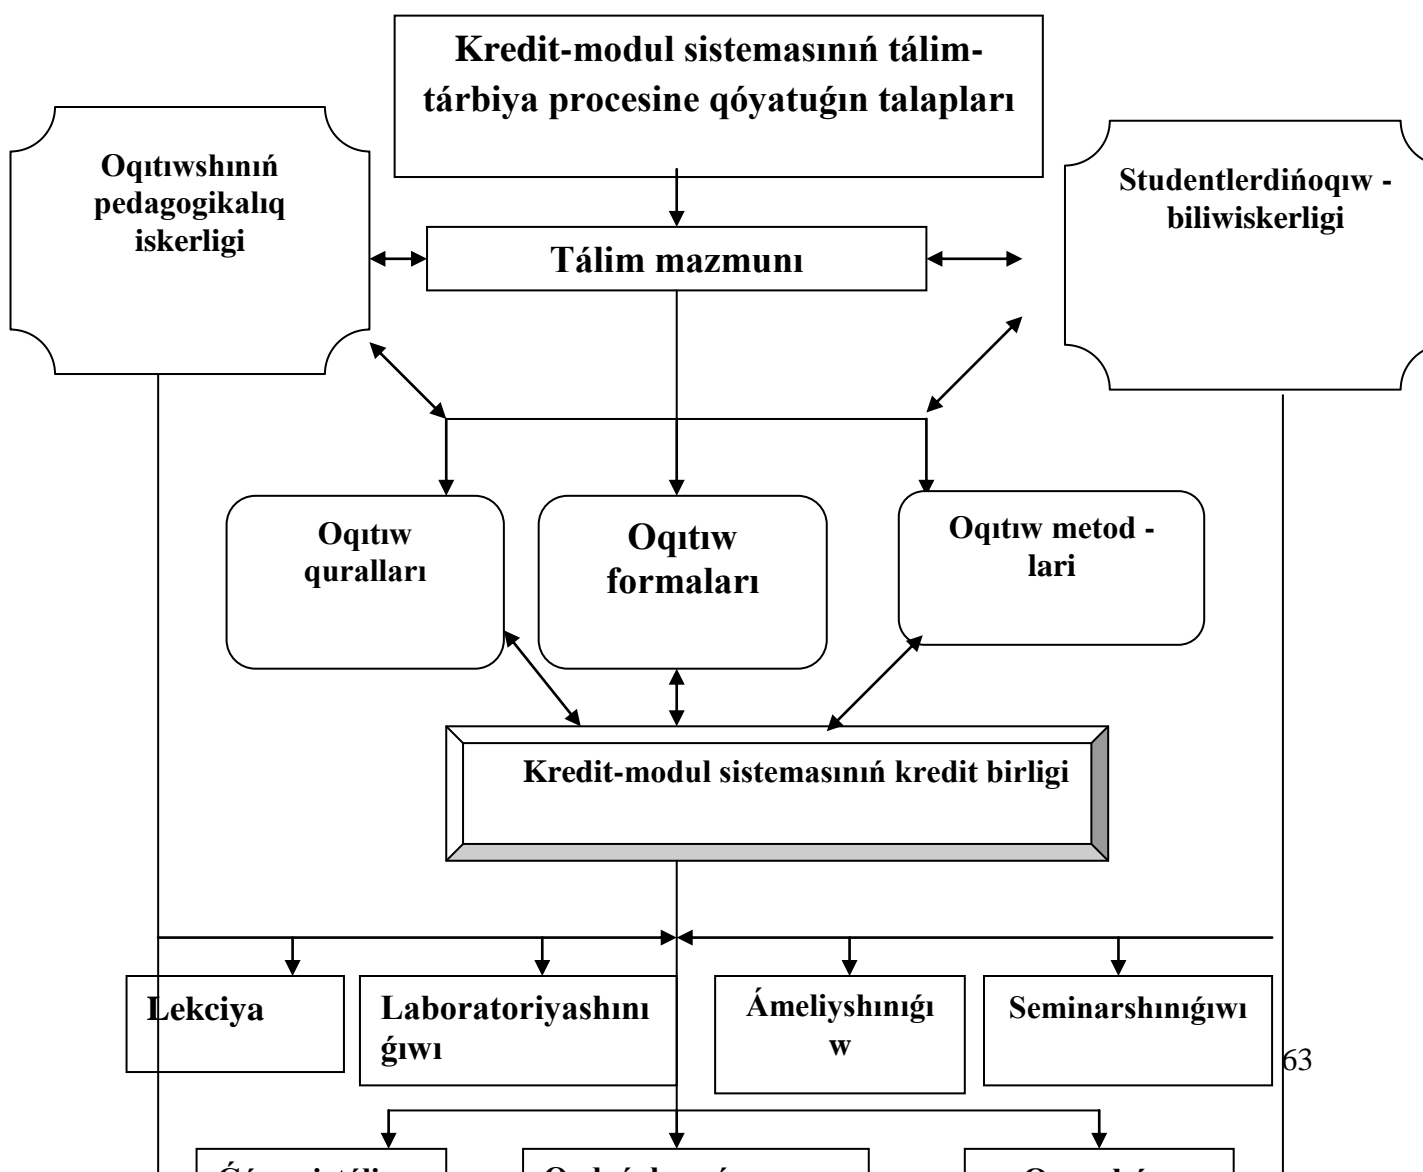 Kredit-modul sistemasınıń tálim-
tárbiya procesine qóyatuǵın talapları
Oqıtıwshınıń
pedagogikalıq
iskerligi
Studentlerdińoqıw -
biliwiskerligi
Tálim mazmunı
Oqıtıw
quralları
Oqıtıw
formaları
Oqıtıw metod -
lari
Kredit-modul sistemasınıń kredit birligi
Lekciya
Laboratoriyashını
ǵıwı
Ámeliyshınıǵı
w
Seminarshınıǵıwı
63